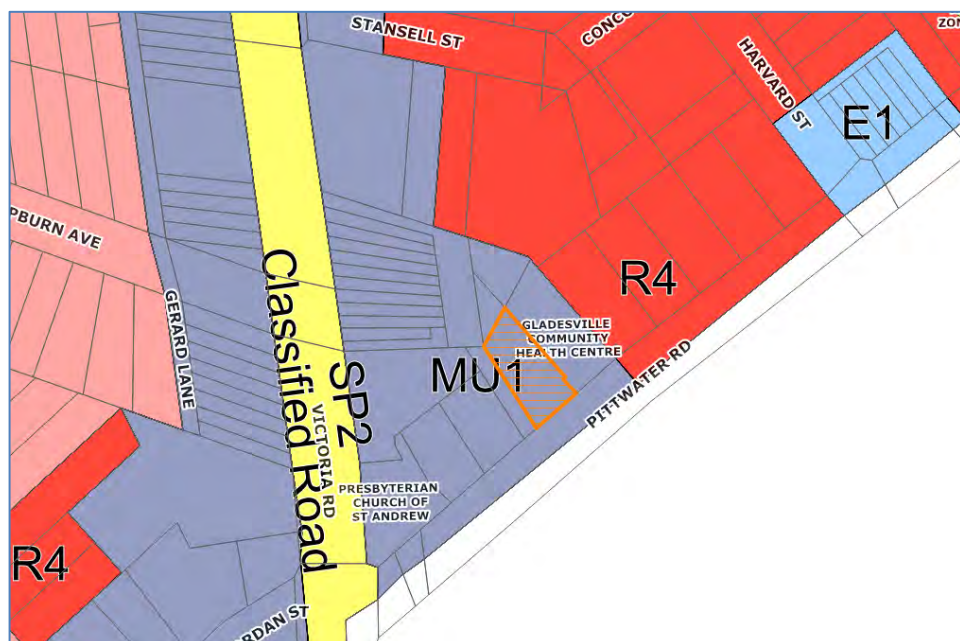 STANSELL ST
CONCO
ZON
HARVARD ST
E1
PBURN AVE
GERARD LANE
Classified Road
SP2
VICTORIA RD
R4
GLADESVILLE
COMMUNITY
HEALTH CENTRE
MU1
PITTWATER RD
PRESBYTERIAN
CHURCH OF
ST ANDREW
R4
RDAN ST